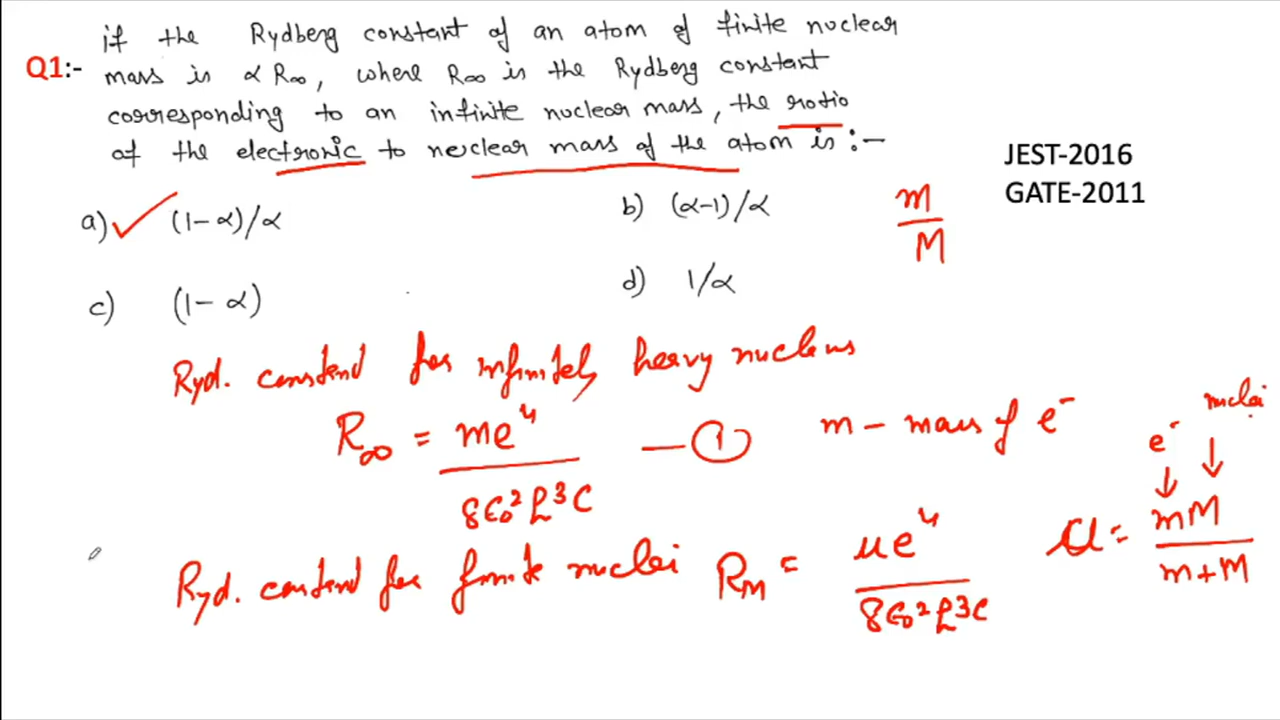 if the Rydberg constant of an atom of finite nuclear
Q1:- mass is α R∞, where R∞ is the Rydberg constant
corresponding to an infinite nuclear mass, the ratio
of the electronic to neuclear mass of the atom is :-
JEST-2016
GATE-2011
a) ✓ (1-α)/α b) (α-1)/α
m/M
c) (1-α) d) 1/α
Ryd. constend for infinitely heavy nucleus
R∞ = me⁴/8ε₀²h³c — ① m - mass of e⁻
e⁻ nuclei
↓ ↓
Ryd. constend for finite nuclei R_M = μe⁴/8ε₀²h³c μ = mM/m+M